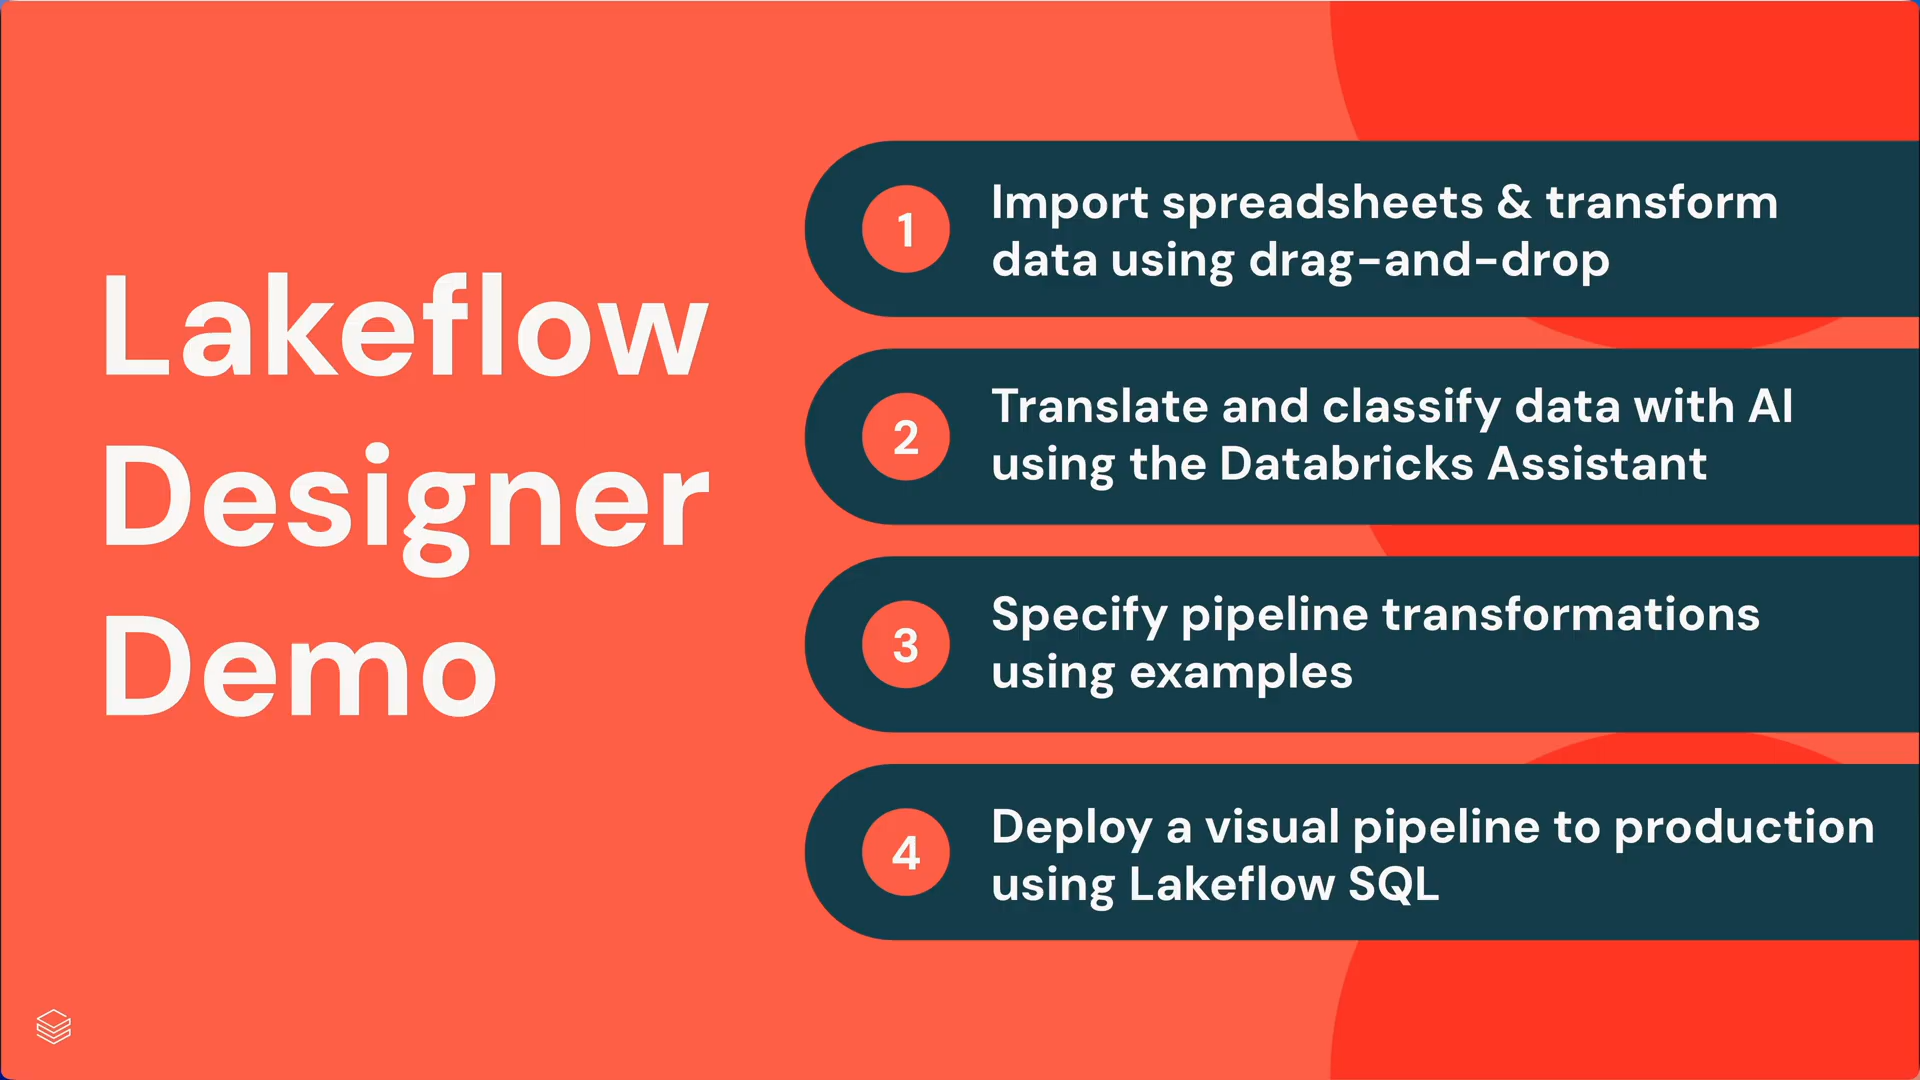 Lakeflow
Designer
Demo
1
Import spreadsheets & transform
data using drag-and-drop
2
Translate and classify data with AI
using the Databricks Assistant
3
Specify pipeline transformations
using examples
4
Deploy a visual pipeline to production
using Lakeflow SQL